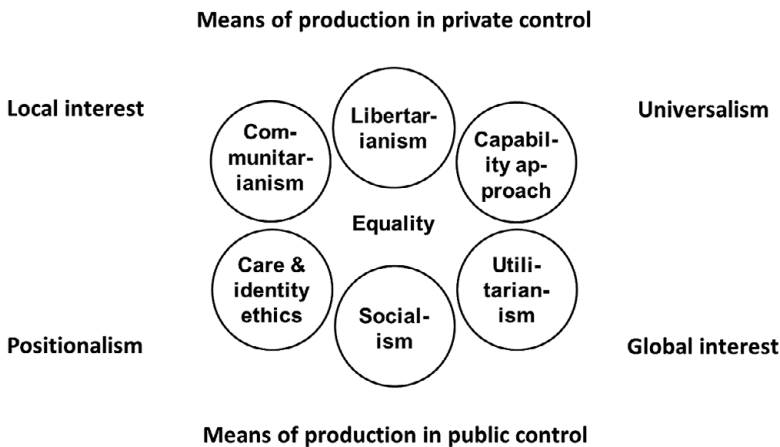 Means of production in private control
Local interest
Universalism
Com-
munitar-
ianism
Libertar-
ianism
Capabil-
ity ap-
proach
Equality
Care &
identity
ethics
Social-
ism
Utili-
tarian-
ism
Positionalism
Global interest
Means of production in public control